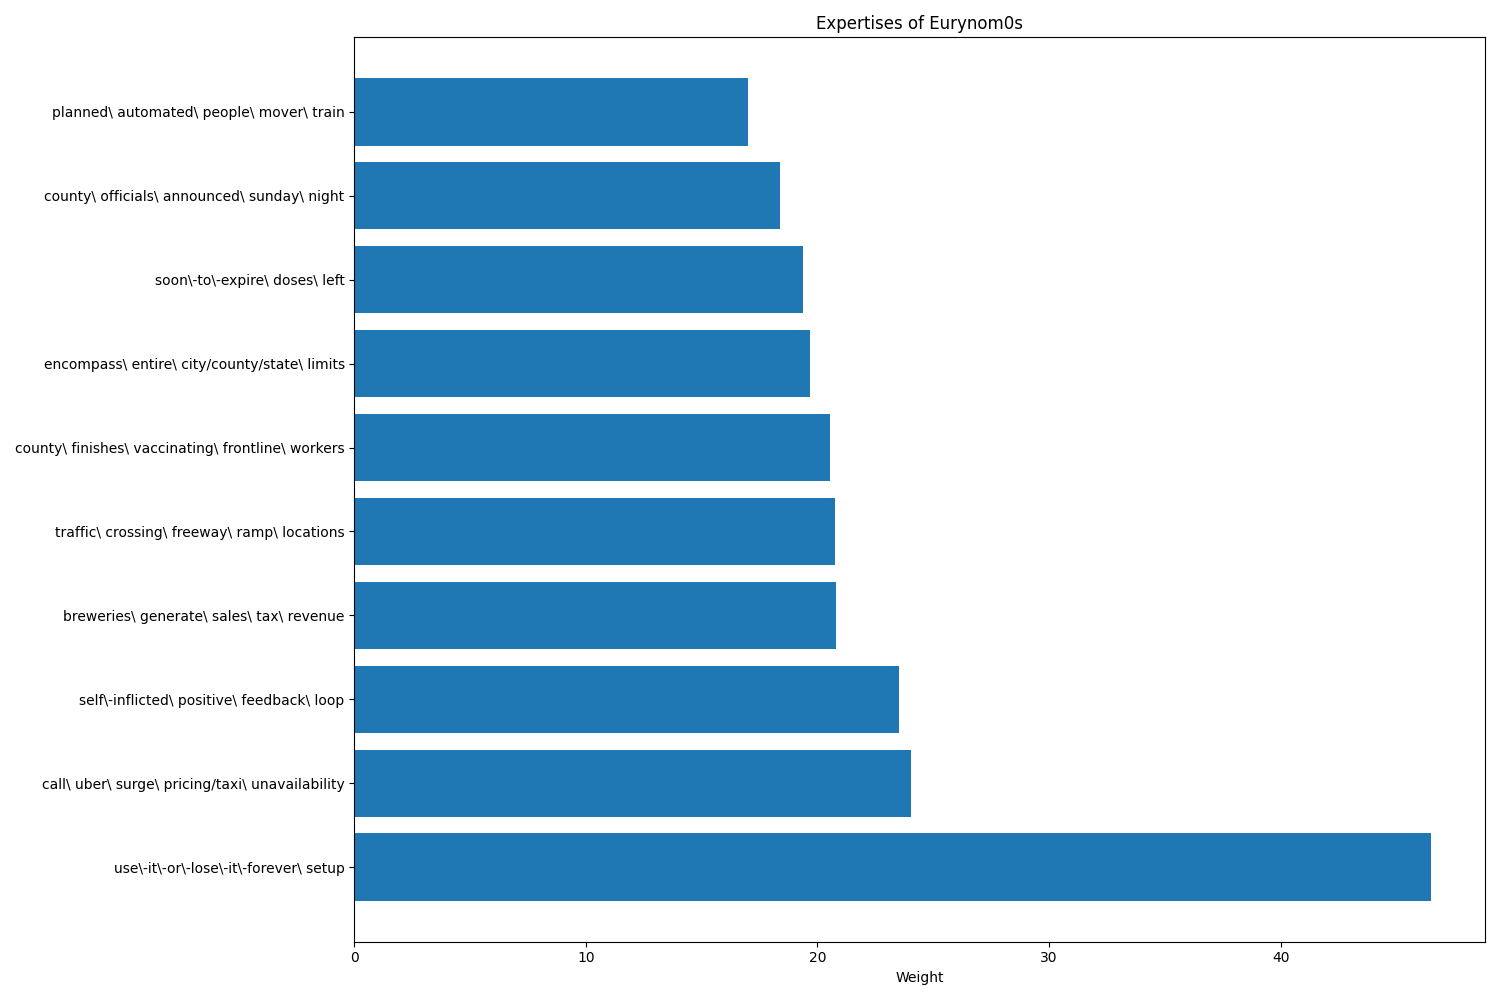 Expertises of Eurynom0s
planned\ automated\ people\ mover\ train
county\ officials\ announced\ sunday\ night
soon\-to\-expire\ doses\ left
encompass\ entire\ city/county/state\ limits
county\ finishes\ vaccinating\ frontline\ workers
traffic\ crossing\ freeway\ ramp\ locations
breweries\ generate\ sales\ tax\ revenue
self\-inflicted\ positive\ feedback\ loop
call\ uber\ surge\ pricing/taxi\ unavailability
use\-it\-or\-lose\-it\-forever\ setup
0 10 20 30 40
Weight